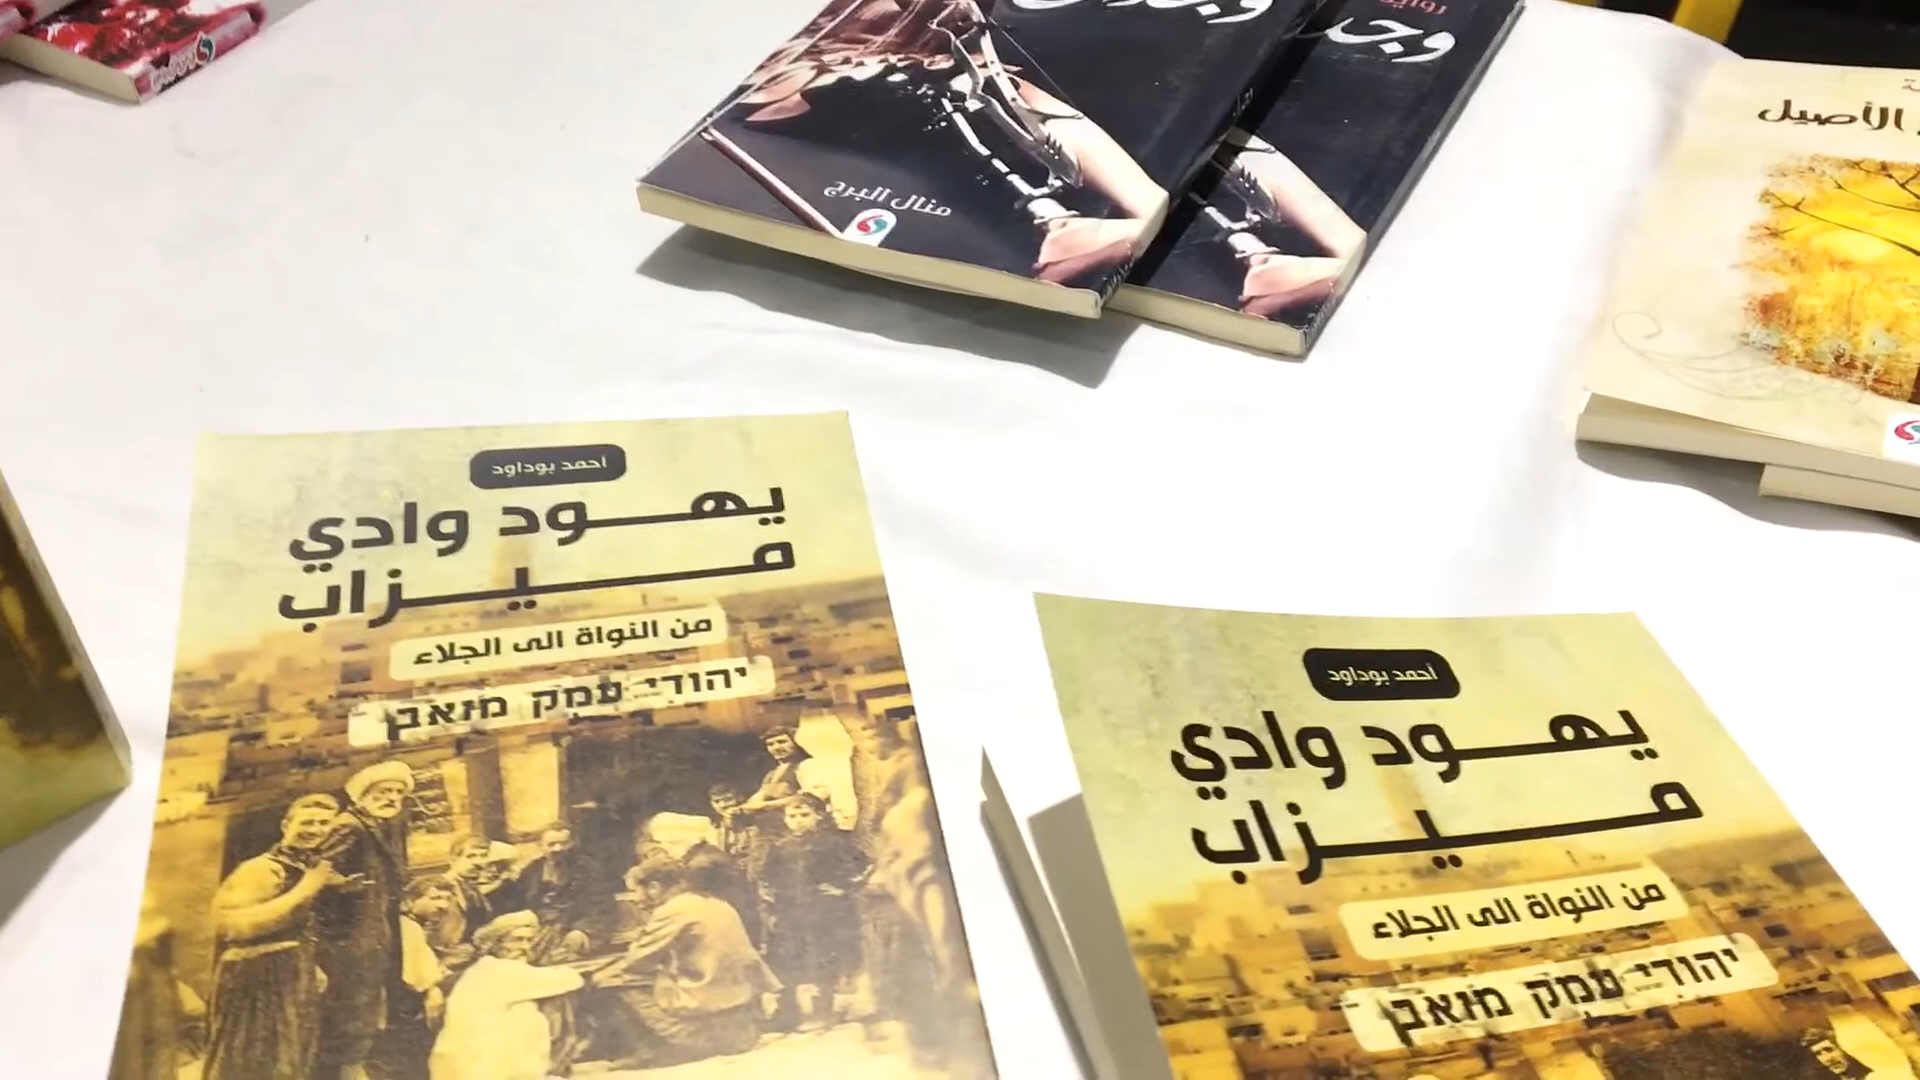 منال البرج
الأصيل
أحمد بوداود
يهود وادي
ميزاب
من النواة الى الجلاء
יהודי עמק מזאב
أحمد بوداود
يهود وادي
ميزاب
من النواة الى الجلاء
יהודי עמק מזאב